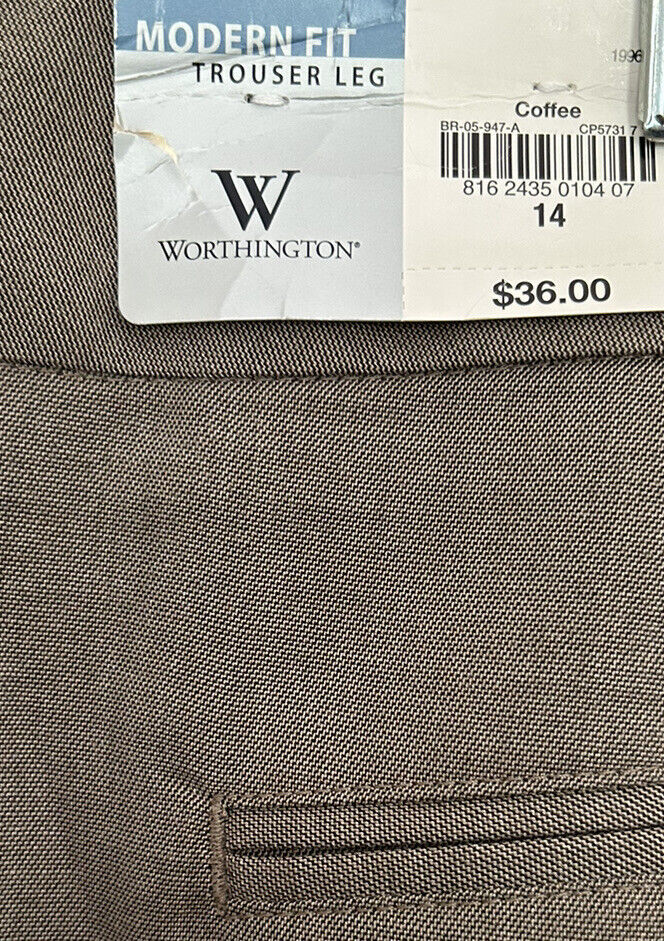 MODERN FIT
TROUSER LEG
W
WORTHINGTON®
1996
Coffee
BR-05-947-A CP5731 7
816 2435 0104 07
14
$36.00